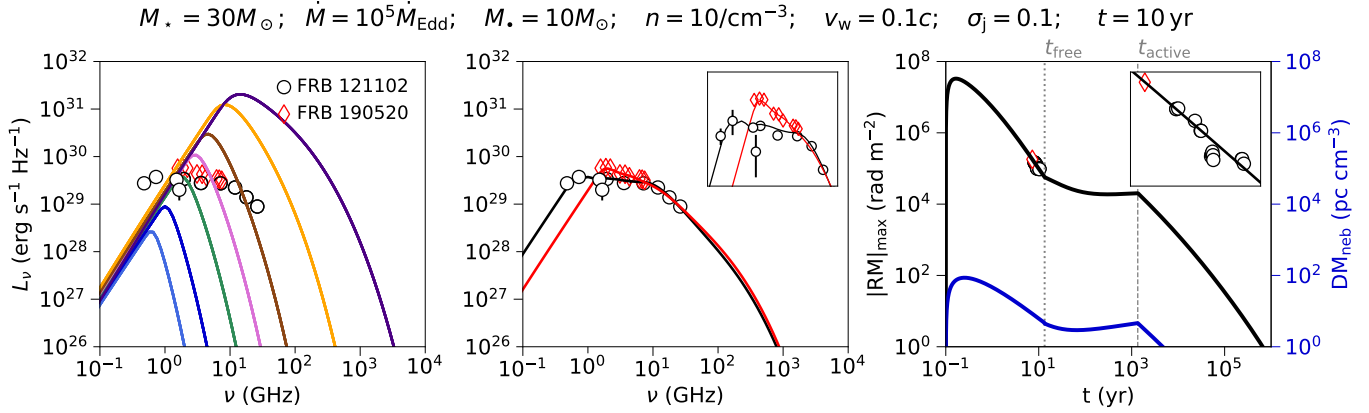 M⋆ = 30M⊙; Ṁ = 10⁵Ṁ_Edd; M• = 10M⊙; n = 10/cm⁻³; v_w = 0.1c; σ_j = 0.1; t = 10 yr
10³²
10³¹
10³⁰
10²⁹
10²⁸
10²⁷
10²⁶
L_ν (erg s⁻¹ Hz⁻¹)
FRB 121102
FRB 190520
10⁻¹ 10⁰ 10¹ 10² 10³ 10⁴
ν (GHz)
10³²
10³¹
10³⁰
10²⁹
10²⁸
10²⁷
10²⁶
10⁻¹ 10⁰ 10¹ 10² 10³ 10⁴
ν (GHz)
t_free t_active
10⁸
10⁶
10⁴
10²
10⁰
|RM|_max (rad m⁻²)
10⁻¹ 10¹ 10³ 10⁵
t (yr)
10⁸
10⁶
10⁴
10²
10⁰
DM_neb (pc cm⁻³)